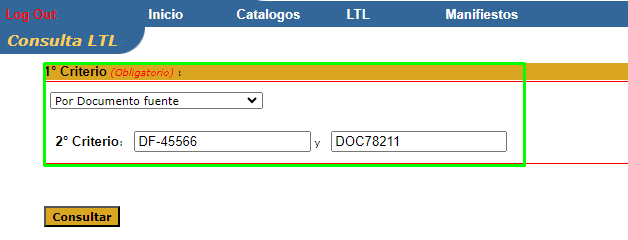 Log Out Inicio Catalogos LTL Manifiestos
Consulta LTL
1° Criterio (Obligatorio) :
Por Documento fuente
2° Criterio: DF-45566 y DOC78211
Consultar